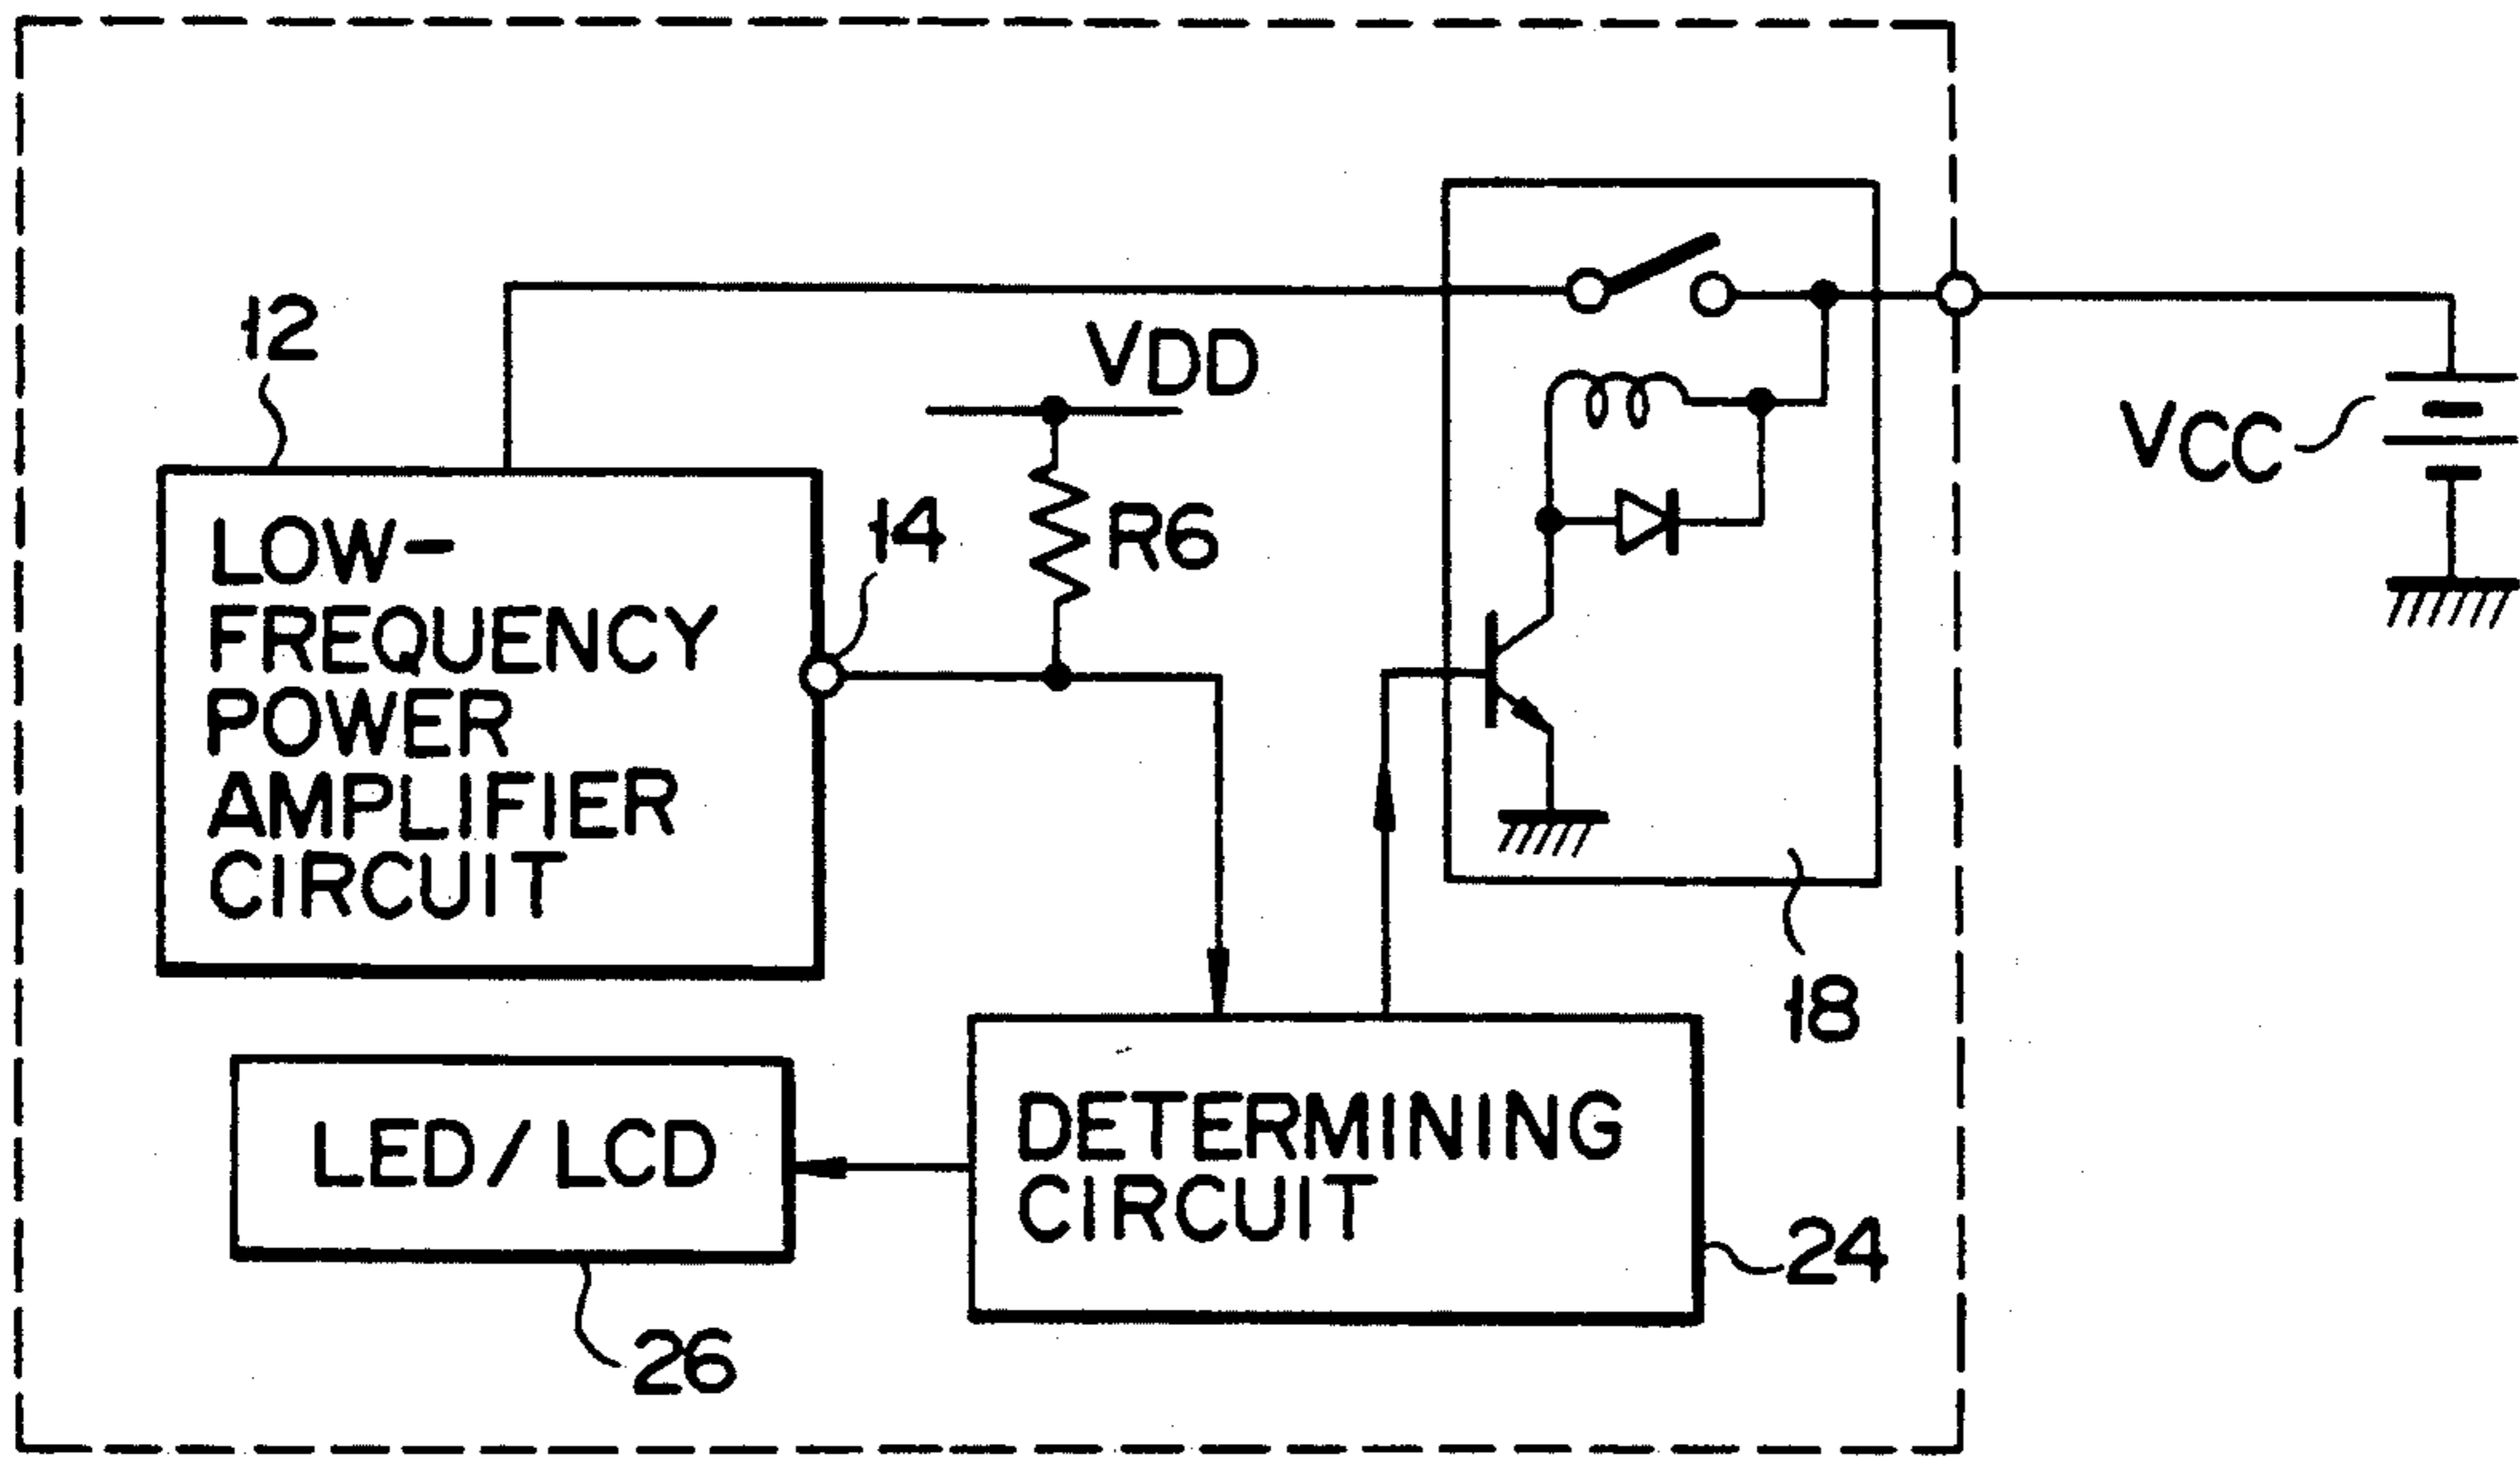 12
VDD
VCC
14
R6
LOW-
FREQUENCY
POWER
AMPLIFIER
CIRCUIT
18
LED/LCD
DETERMINING
CIRCUIT
24
26